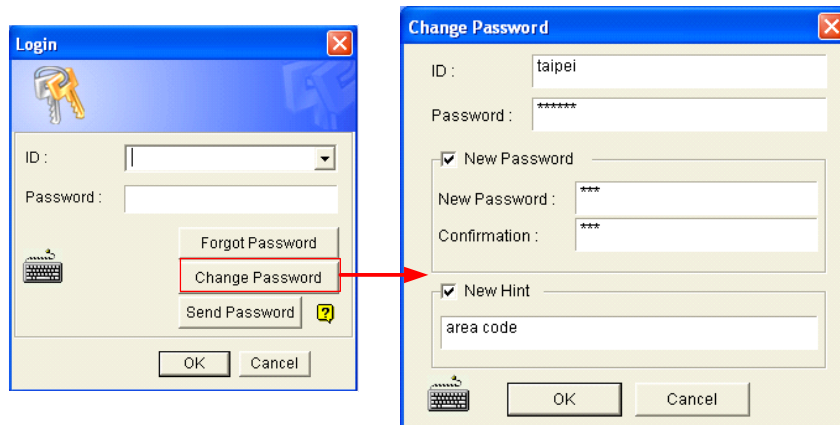 Login
ID :
Password :
Forgot Password
Change Password
Send Password
OK Cancel
Change Password
ID : taipei
Password : ******
New Password
New Password : ***
Confirmation : ***
New Hint
area code
OK Cancel